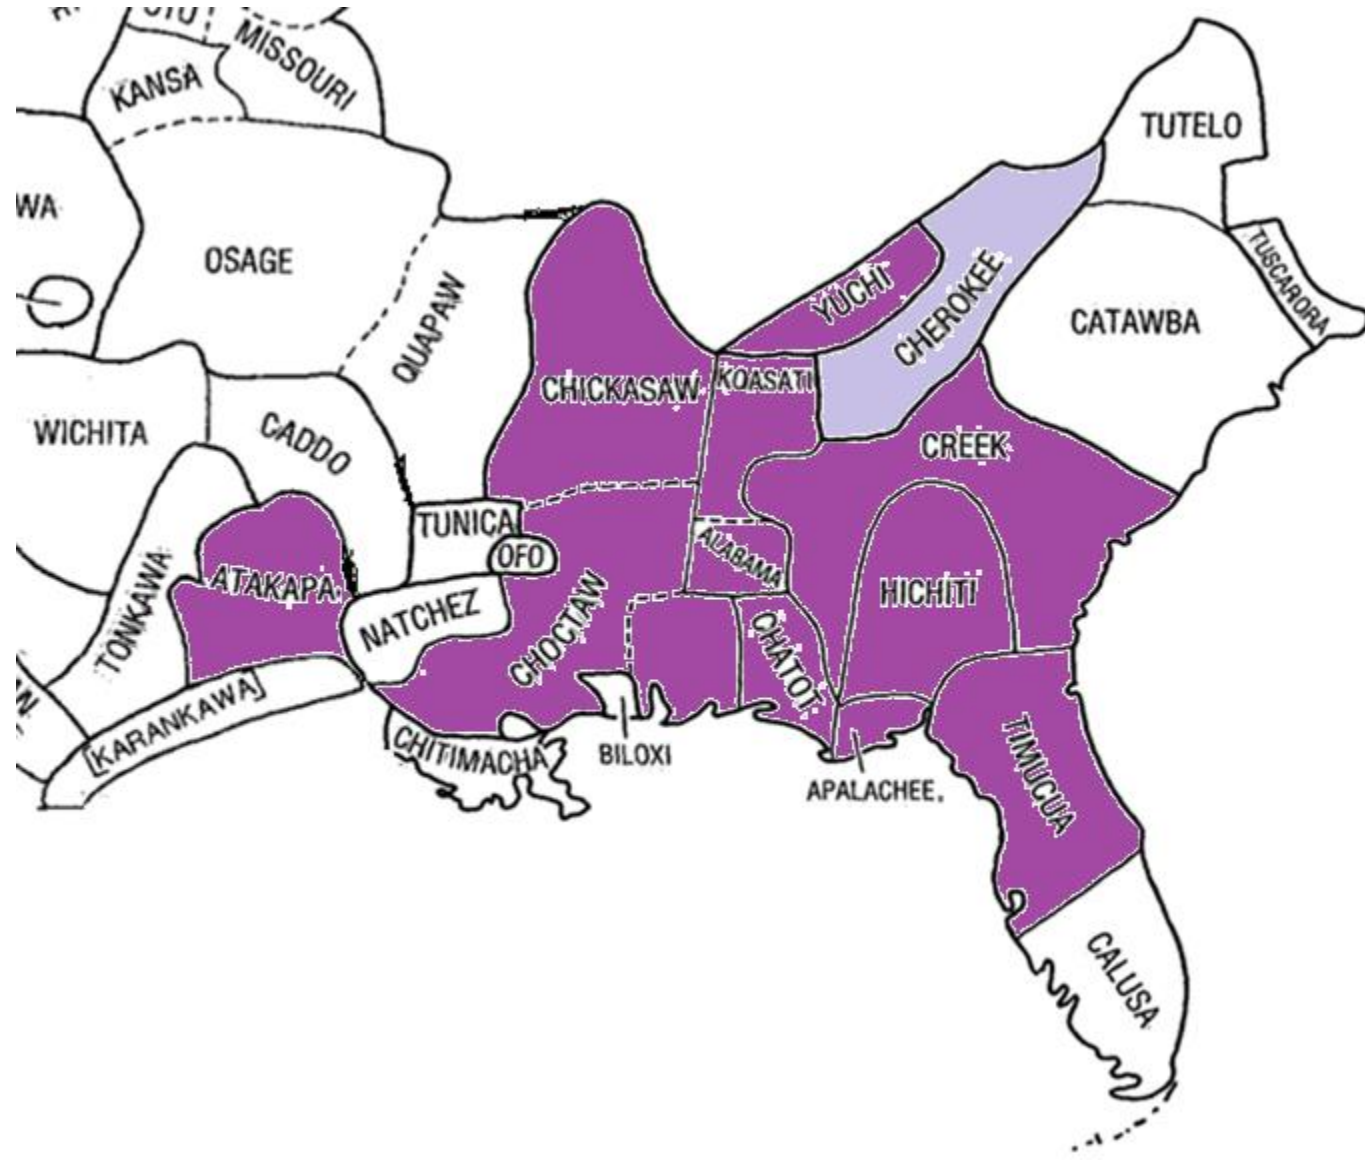 MISSOURI
KANSA
TUTELO
WA
OSAGE
TUSCARORA
YUCHI
CHEROKEE
QUAPAW
CATAWBA
CHICKASAW
KOASATI
WICHITA
CADDO
CREEK
TUNICA
OFO
ALABAMA
TONKAWA
ATAKAPA.
HICHITI
NATCHEZ
CHOCTAW
CHATOT
N.
KARANKAWA
CHITIMACHA
BILOXI
TIMUCUA
APALACHEE.
CALUSA